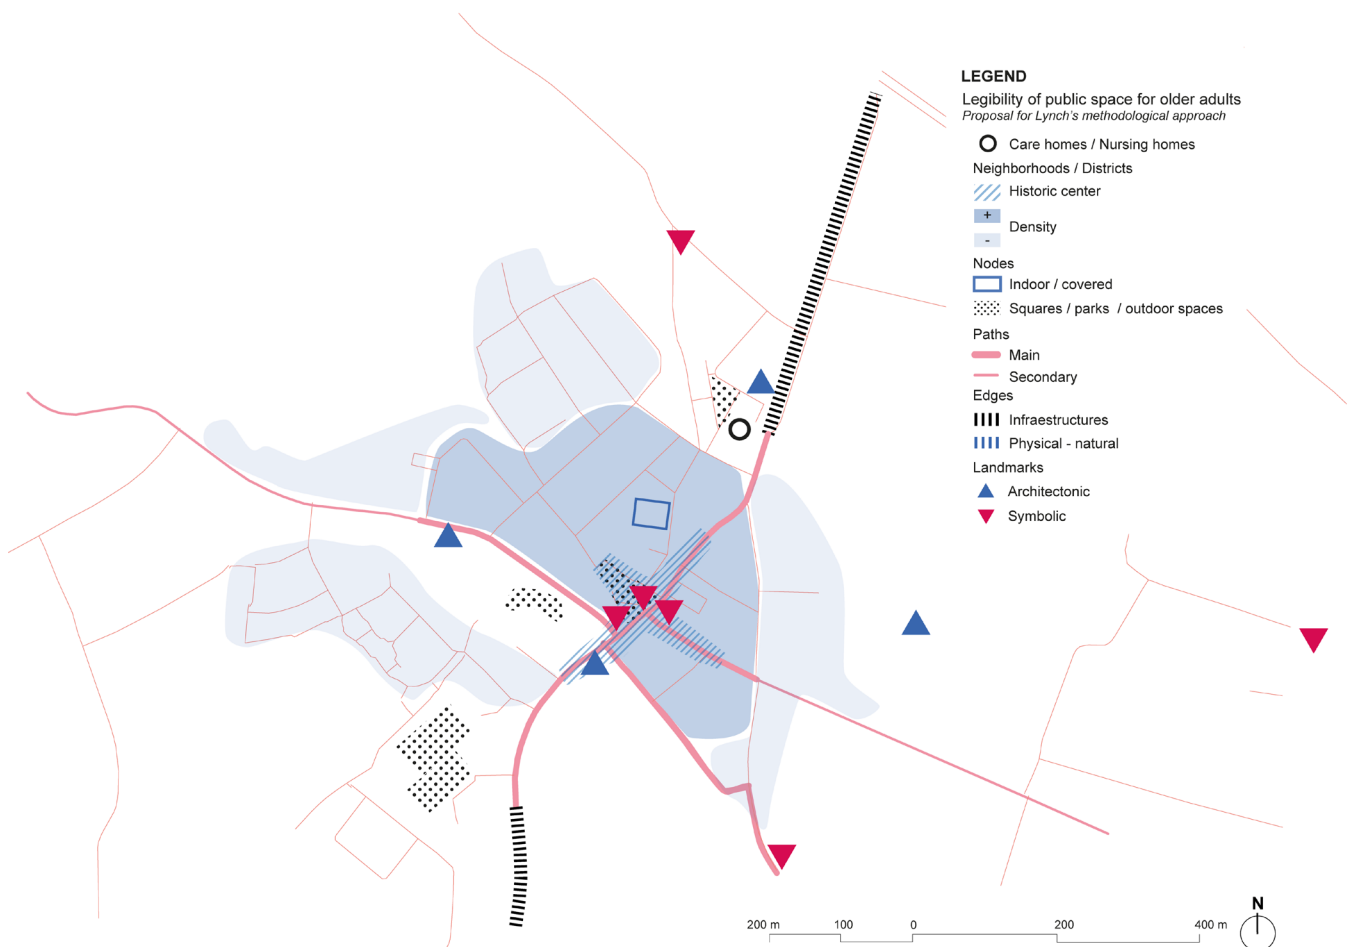 LEGEND
Legibility of public space for older adults
Proposal for Lynch's methodological approach
Care homes / Nursing homes
Neighborhoods / Districts
Historic center
+
Density
-
Nodes
Indoor / covered
Squares / parks / outdoor spaces
Paths
Main
Secondary
Edges
Infraestructures
Physical - natural
Landmarks
Architectonic
Symbolic
N
200 m 100 0 200 400 m